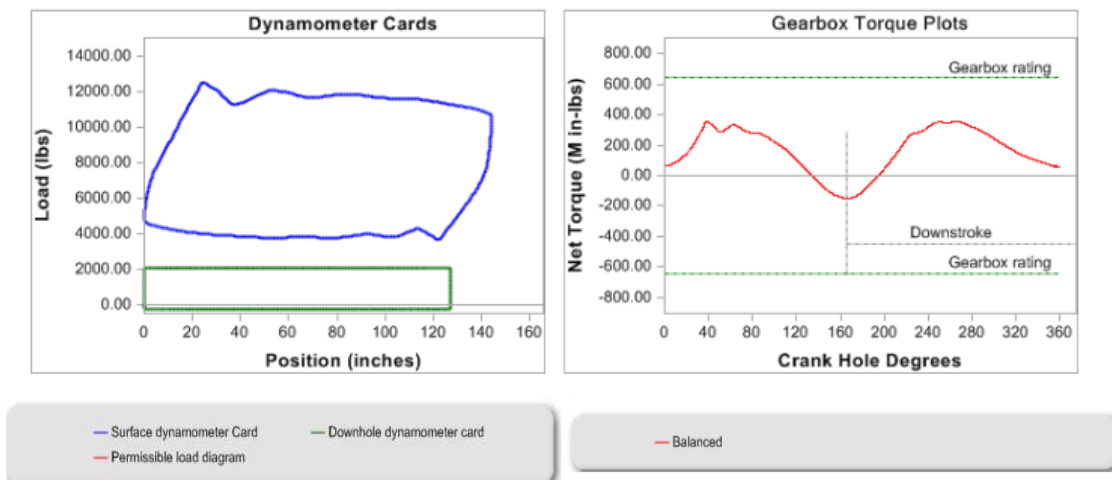 Dynamometer Cards
14000.00
12000.00
10000.00
8000.00
6000.00
4000.00
2000.00
0.00
Load (lbs)
0 20 40 60 80 100 120 140 160
Position (inches)
Gearbox Torque Plots
800.00
600.00
400.00
200.00
0.00
-200.00
-400.00
-600.00
-800.00
Net Torque (M in-lbs)
Gearbox rating
Downstroke
Gearbox rating
0 40 80 120 160 200 240 280 320 360
Crank Hole Degrees
Surface dynamometer Card Downhole dynamometer card
Permissible load diagram
Balanced